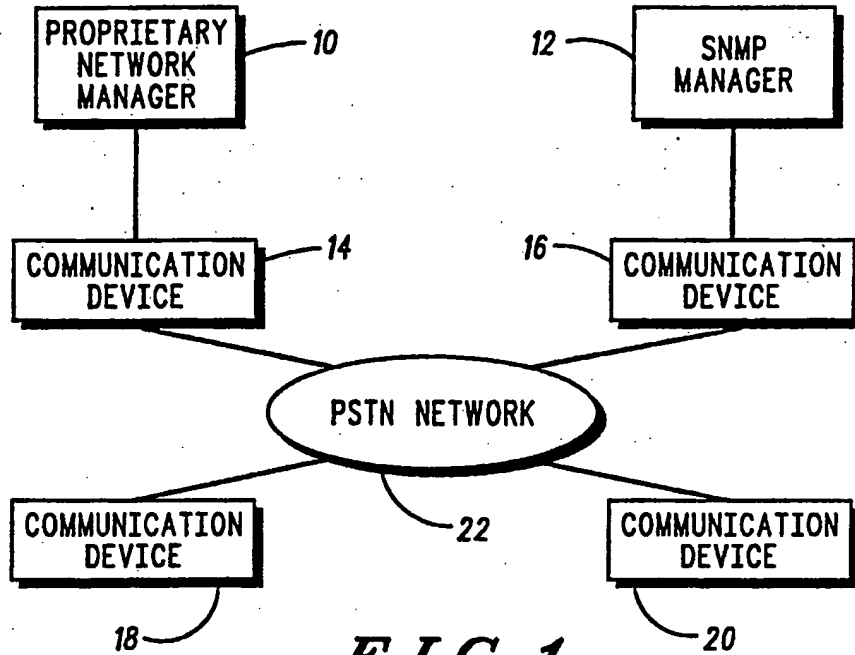 PROPRIETARY
NETWORK
MANAGER
10
12
SNMP
MANAGER
COMMUNICATION
DEVICE
14
16
COMMUNICATION
DEVICE
PSTN NETWORK
22
COMMUNICATION
DEVICE
18
COMMUNICATION
DEVICE
20
FIG. 1